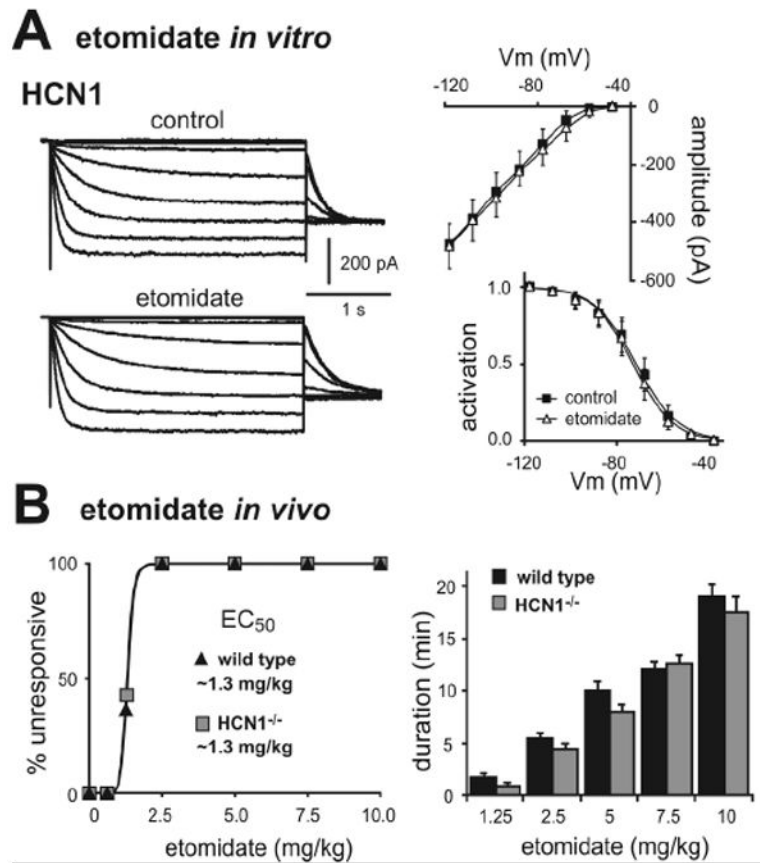 A etomidate in vitro
HCN1
control
200 pA
1 s
etomidate
Vm (mV)
-120 -80 -40
0
-200
-400
-600
amplitude (pA)
1.0
0.5
0.0
activation
control
etomidate
-120 -80 -40
Vm (mV)
B etomidate in vivo
100
50
0
% unresponsive
EC50
wild type
~1.3 mg/kg
HCN1-/-
~1.3 mg/kg
0 2.5 5.0 7.5 10.0
etomidate (mg/kg)
wild type
HCN1-/-
20
15
10
5
0
duration (min)
1.25 2.5 5 7.5 10
etomidate (mg/kg)